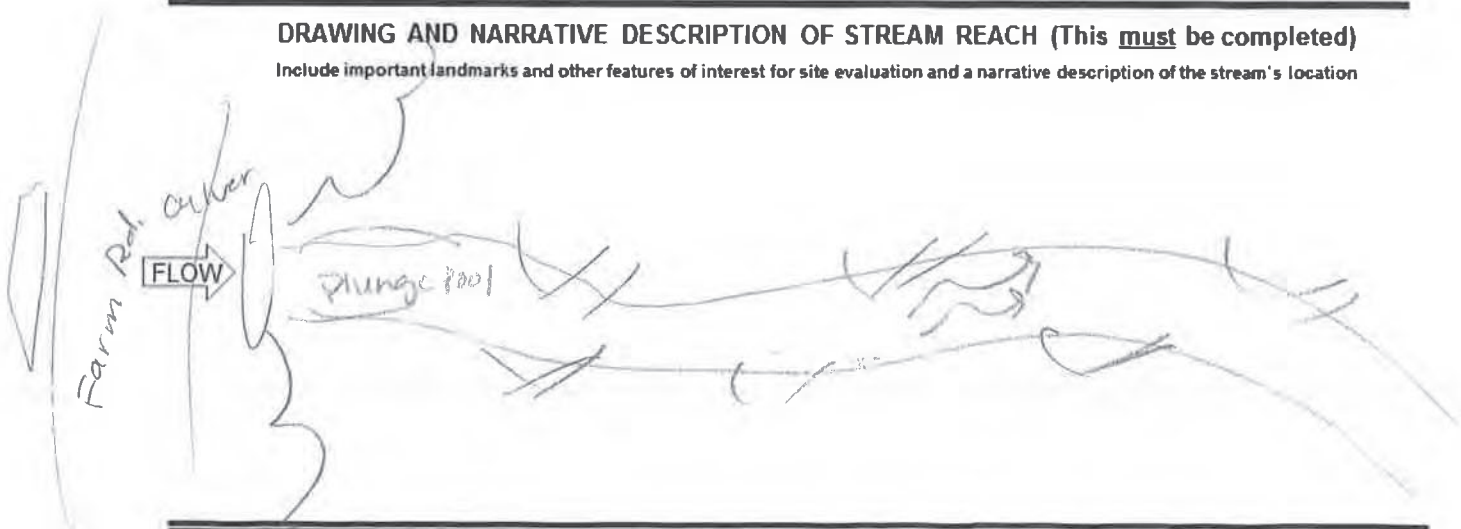 DRAWING AND NARRATIVE DESCRIPTION OF STREAM REACH (This must be completed)
Include important landmarks and other features of interest for site evaluation and a narrative description of the stream's location
Farm Rd.
FLOW
Plunge Pool